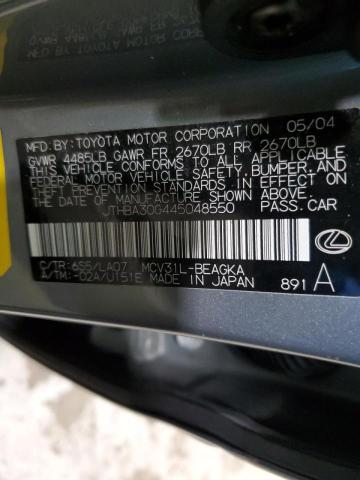 MFD.BY:TOYOTA MOTOR CORPORATION 05/04
GVWR 4485LB GAWR FR 2670LB RR 2670LB
THIS VEHICLE CONFORMS TO ALL APPLICABLE
FEDERAL MOTOR VEHICLE SAFETY,BUMPER,AND
THEFT PREVENTION STANDARDS IN EFFECT ON
THE DATE OF MANUFACTURE SHOWN ABOVE.
JTHBA30G445048550 PASS.CAR
C/TR:6S5/LA07 MCV31L-BEAGKA
A/TM:-02A/U151E MADE IN JAPAN 891 A